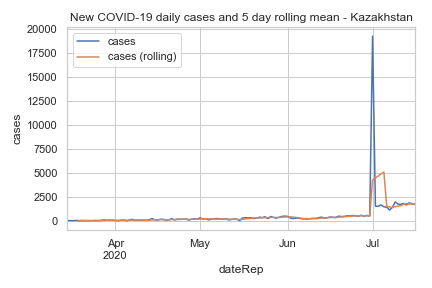 New COVID-19 daily cases and 5 day rolling mean - Kazakhstan
cases
cases (rolling)
20000
17500
15000
12500
10000
7500
5000
2500
0
cases
Apr
2020
May
Jun
Jul
dateRep